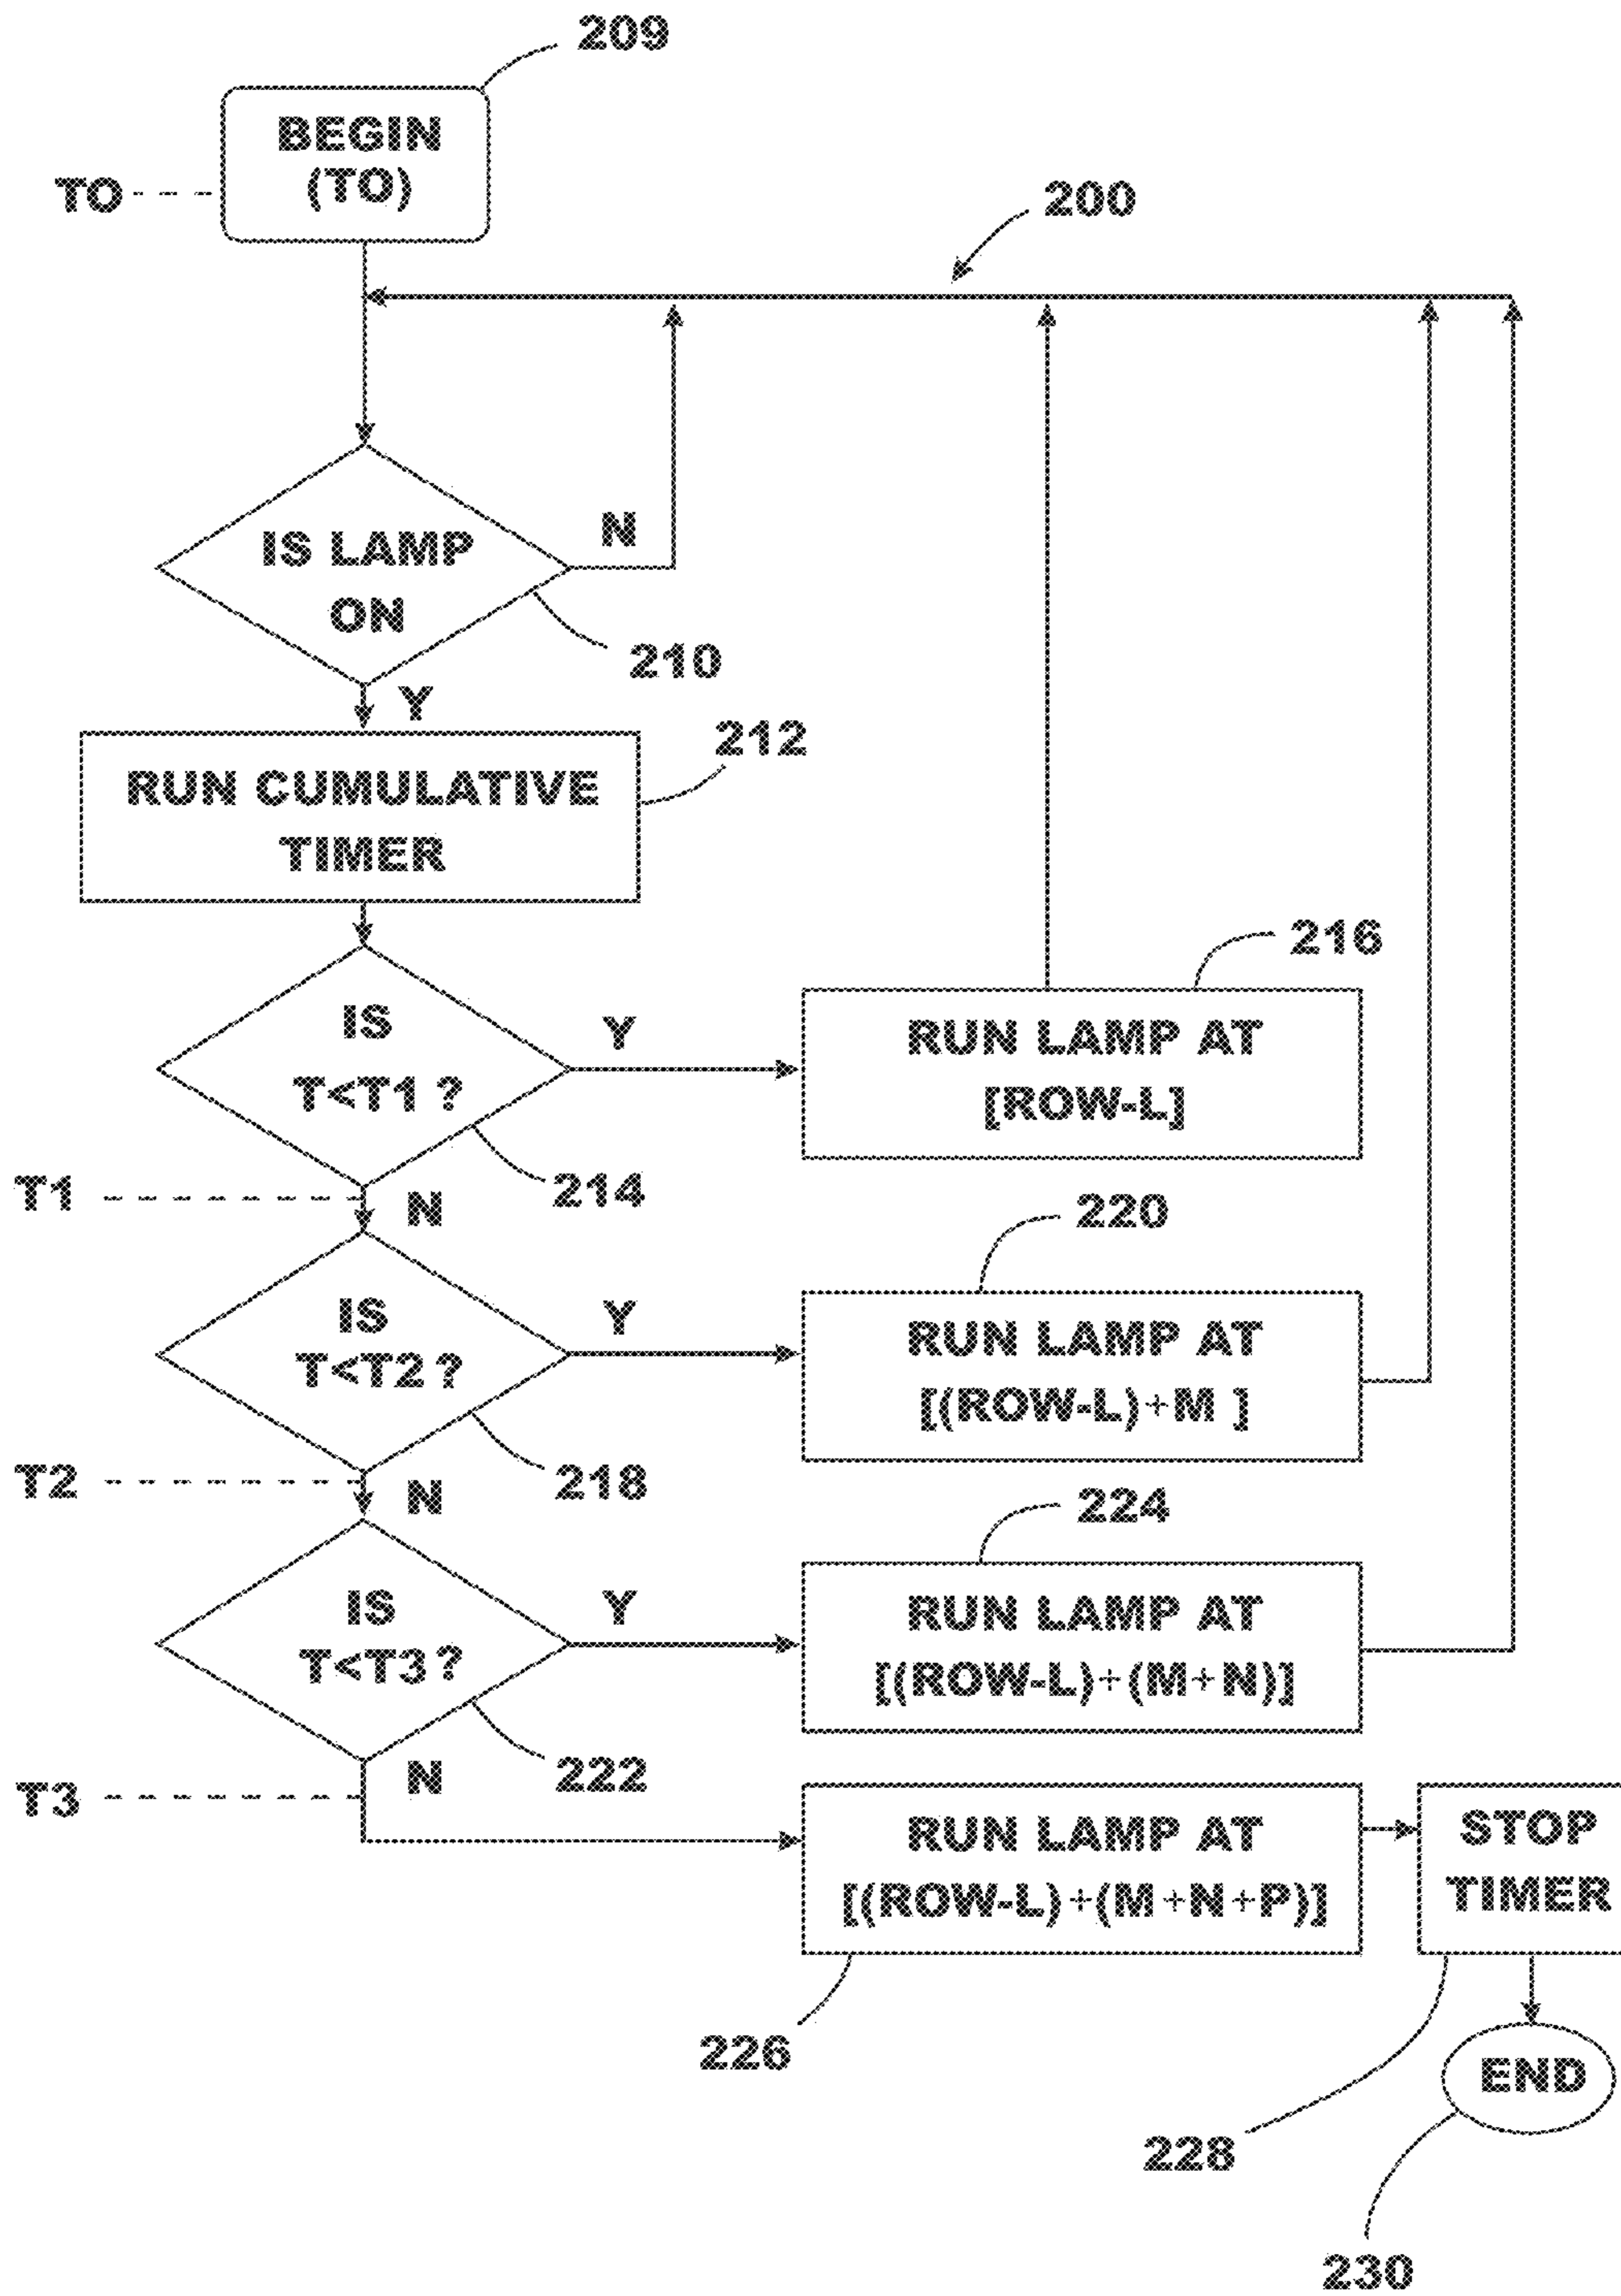 209
BEGIN
(TO)
TO
200
IS LAMP
ON
N
210
Y
212
RUN CUMULATIVE
TIMER
216
IS
T<T1?
Y
RUN LAMP AT
[ROW-L]
214
T1
N
220
IS
T<T2?
Y
RUN LAMP AT
[(ROW-L)+M ]
218
T2
N
224
IS
T<T3?
Y
RUN LAMP AT
[(ROW-L)+(M+N)]
222
T3
N
RUN LAMP AT
[(ROW-L)+(M+N+P)]
STOP
TIMER
226
END
228
230